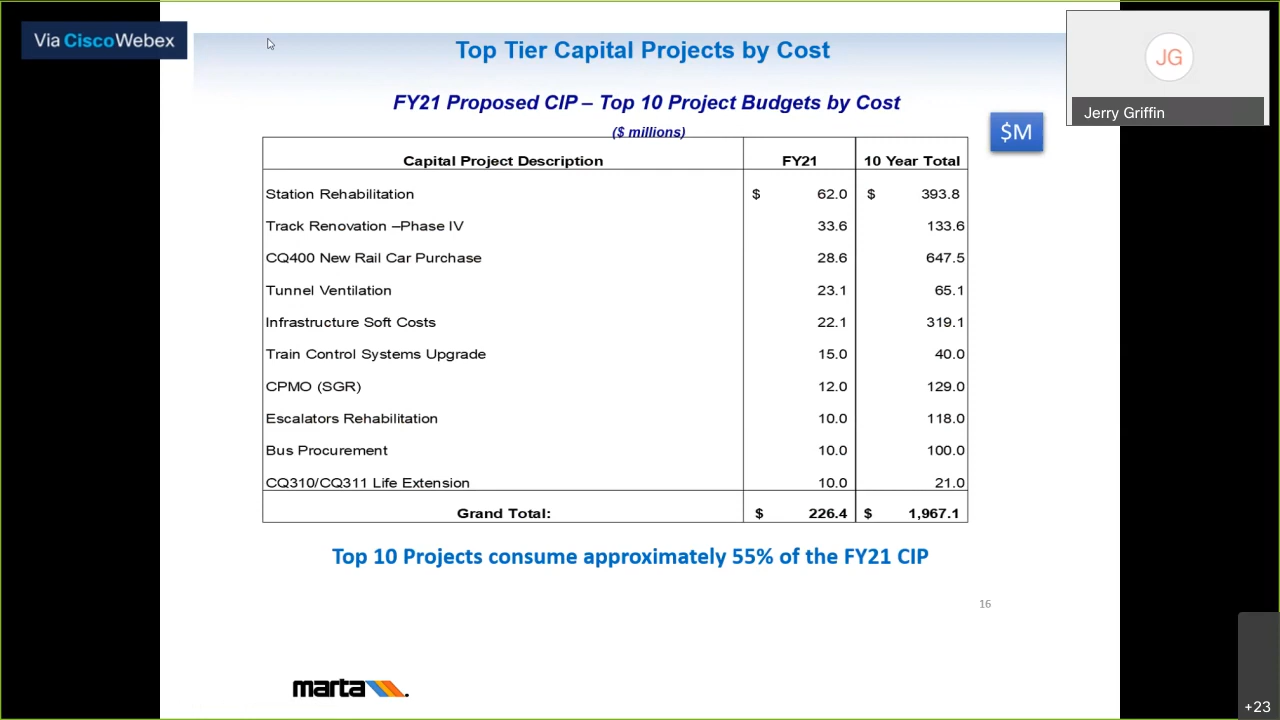 Via Cisco Webex
Top Tier Capital Projects by Cost
JG
Jerry Griffin
FY21 Proposed CIP – Top 10 Project Budgets by Cost
($ millions)
$M
Capital Project Description FY21 10 Year Total
Station Rehabilitation $ 62.0 $ 393.8
Track Renovation –Phase IV 33.6 133.6
CQ400 New Rail Car Purchase 28.6 647.5
Tunnel Ventilation 23.1 65.1
Infrastructure Soft Costs 22.1 319.1
Train Control Systems Upgrade 15.0 40.0
CPMO (SGR) 12.0 129.0
Escalators Rehabilitation 10.0 118.0
Bus Procurement 10.0 100.0
CQ310/CQ311 Life Extension 10.0 21.0
Grand Total: $ 226.4 $ 1,967.1
Top 10 Projects consume approximately 55% of the FY21 CIP
16
marta
+23